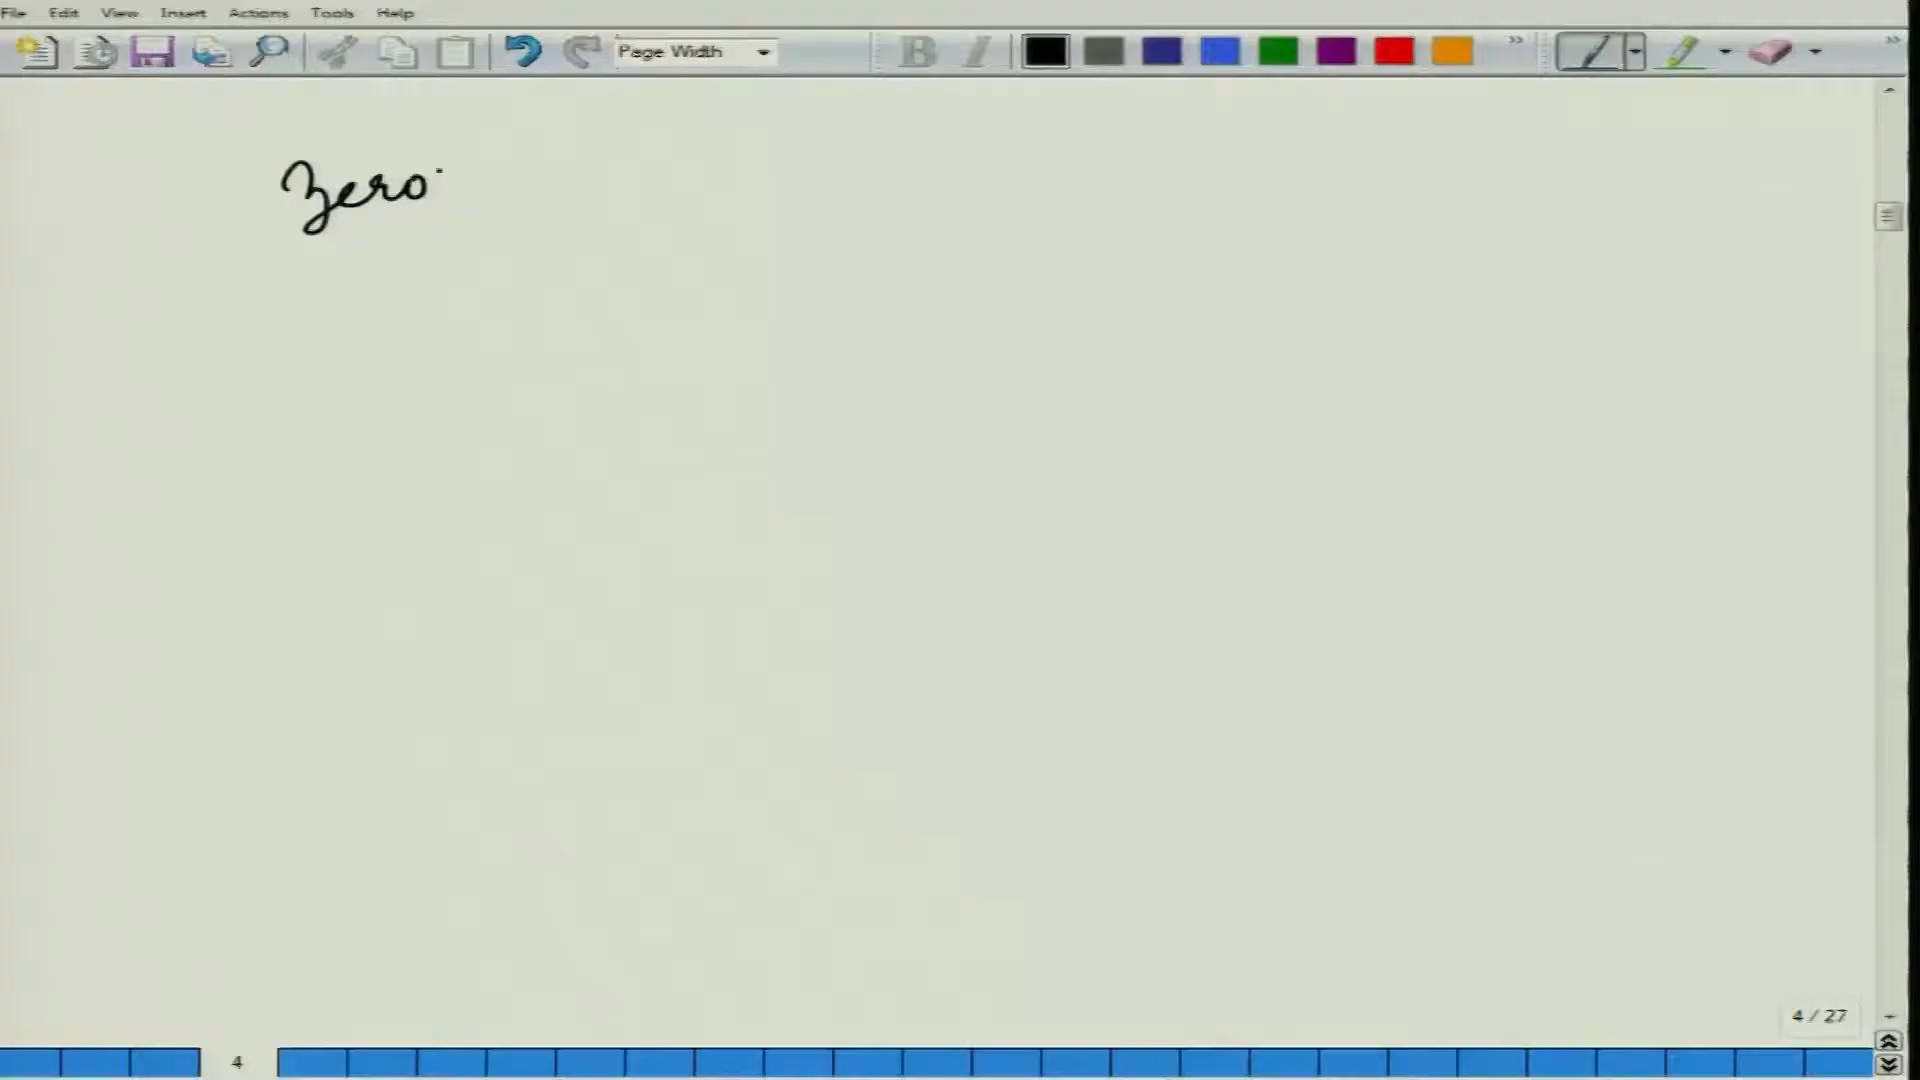 File Edit View Insert Actions Tools Help
Page Width B I
Zero
4 / 27
4